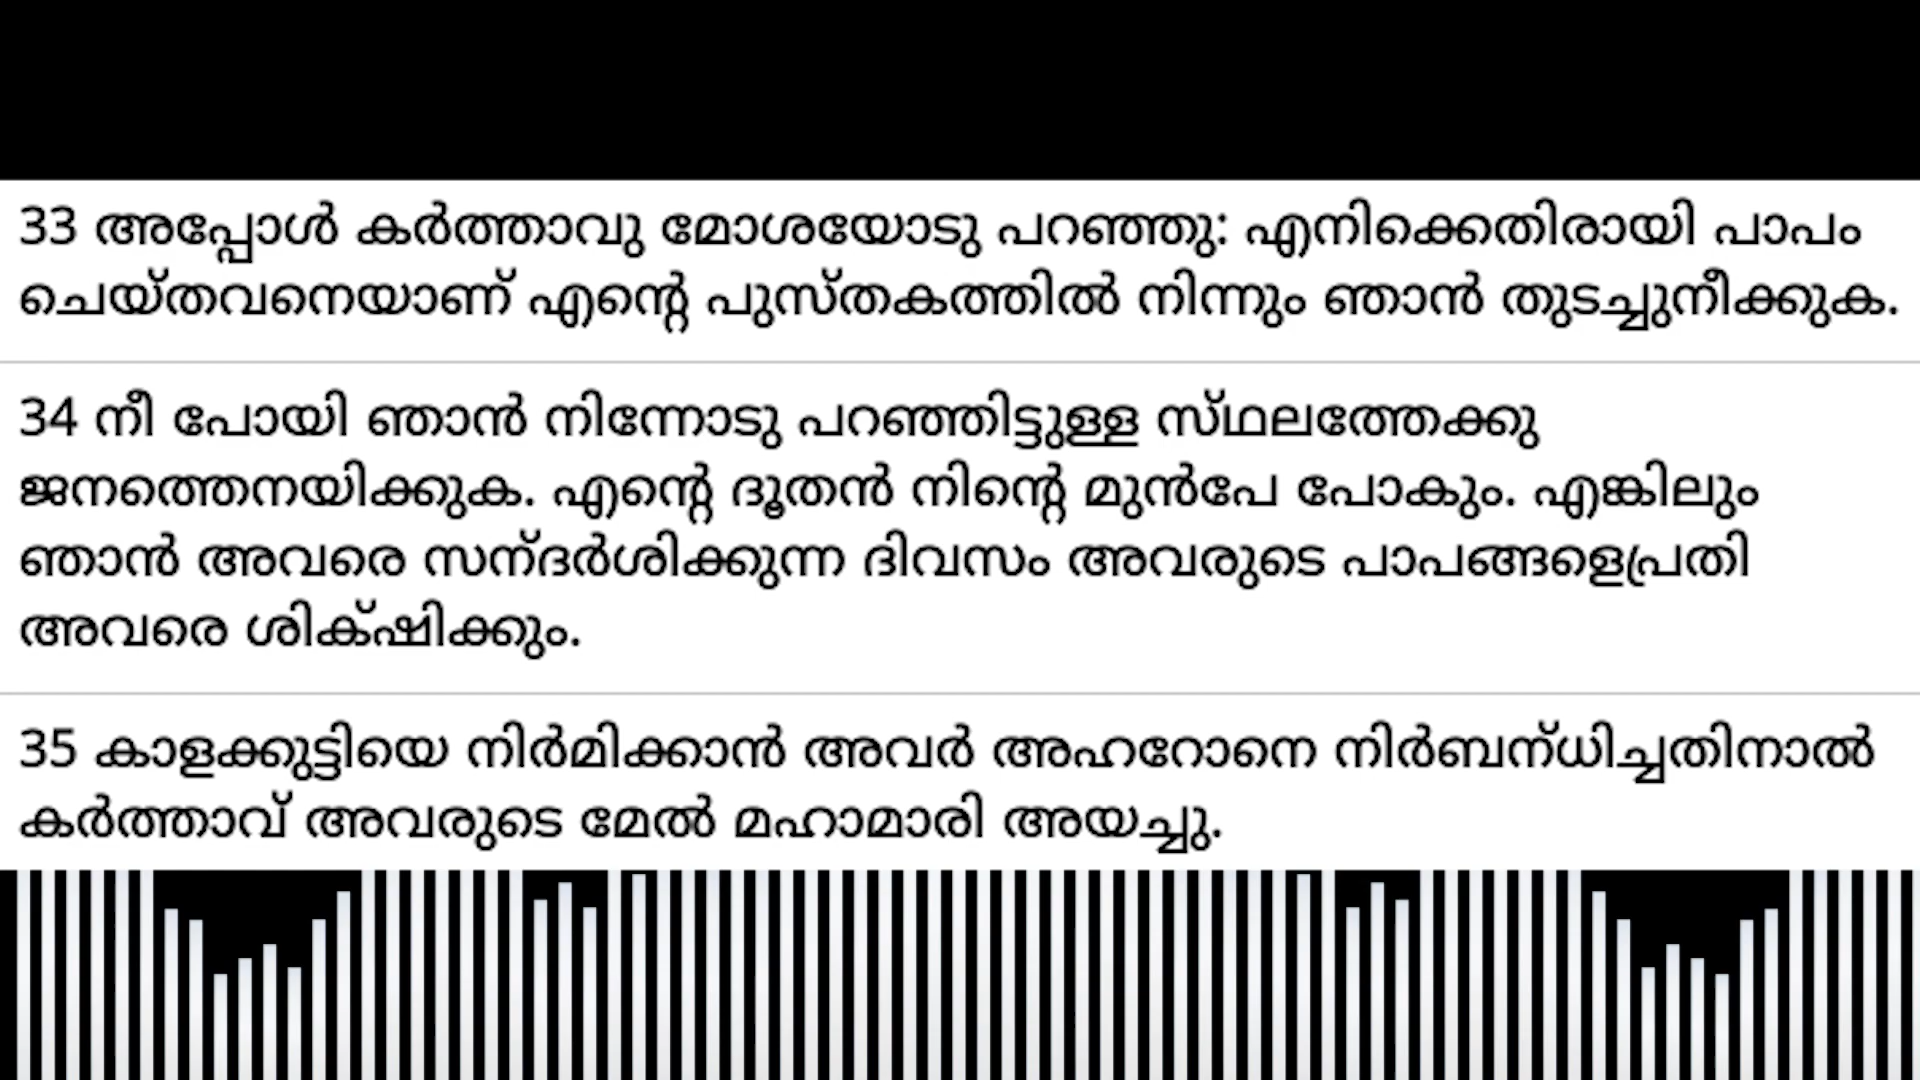 33 അപ്പോൾ കർത്താവു മോശയോടു പറഞ്ഞു: എനിക്കെതിരായി പാപം
ചെയ്തവനെയാണ് എന്റെ പുസ്തകത്തിൽ നിന്നും ഞാൻ തുടച്ചുനീക്കുക.
34 നീ പോയി ഞാൻ നിന്നോടു പറഞ്ഞിട്ടുള്ള സ്‌ഥലത്തേക്കു
ജനത്തെനയിക്കുക. എന്റെ ദൂതൻ നിന്റെ മുൻപേ പോകും. എങ്കിലും
ഞാൻ അവരെ സന്‌ദർശിക്കുന്ന ദിവസം അവരുടെ പാപങ്ങളെപ്രതി
അവരെ ശിക്‌ഷിക്കും.
35 കാളക്കുട്ടിയെ നിർമിക്കാൻ അവർ അഹറോനെ നിർബന്‌ധിച്ചതിനാൽ
കർത്താവ് അവരുടെ മേൽ മഹാമാരി അയച്ചു.